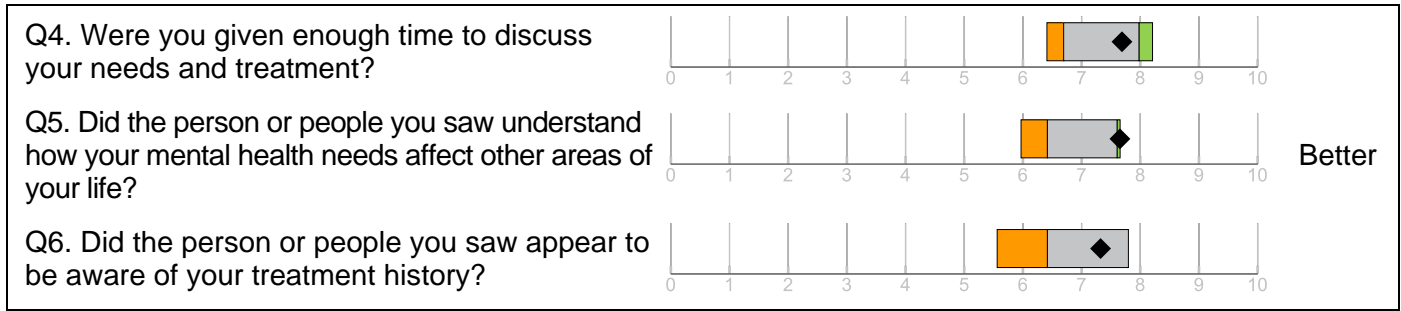 Q4. Were you given enough time to discuss
your needs and treatment?
0 1 2 3 4 5 6 7 8 9 10
Q5. Did the person or people you saw understand
how your mental health needs affect other areas of
your life?
0 1 2 3 4 5 6 7 8 9 10
Better
Q6. Did the person or people you saw appear to
be aware of your treatment history?
0 1 2 3 4 5 6 7 8 9 10